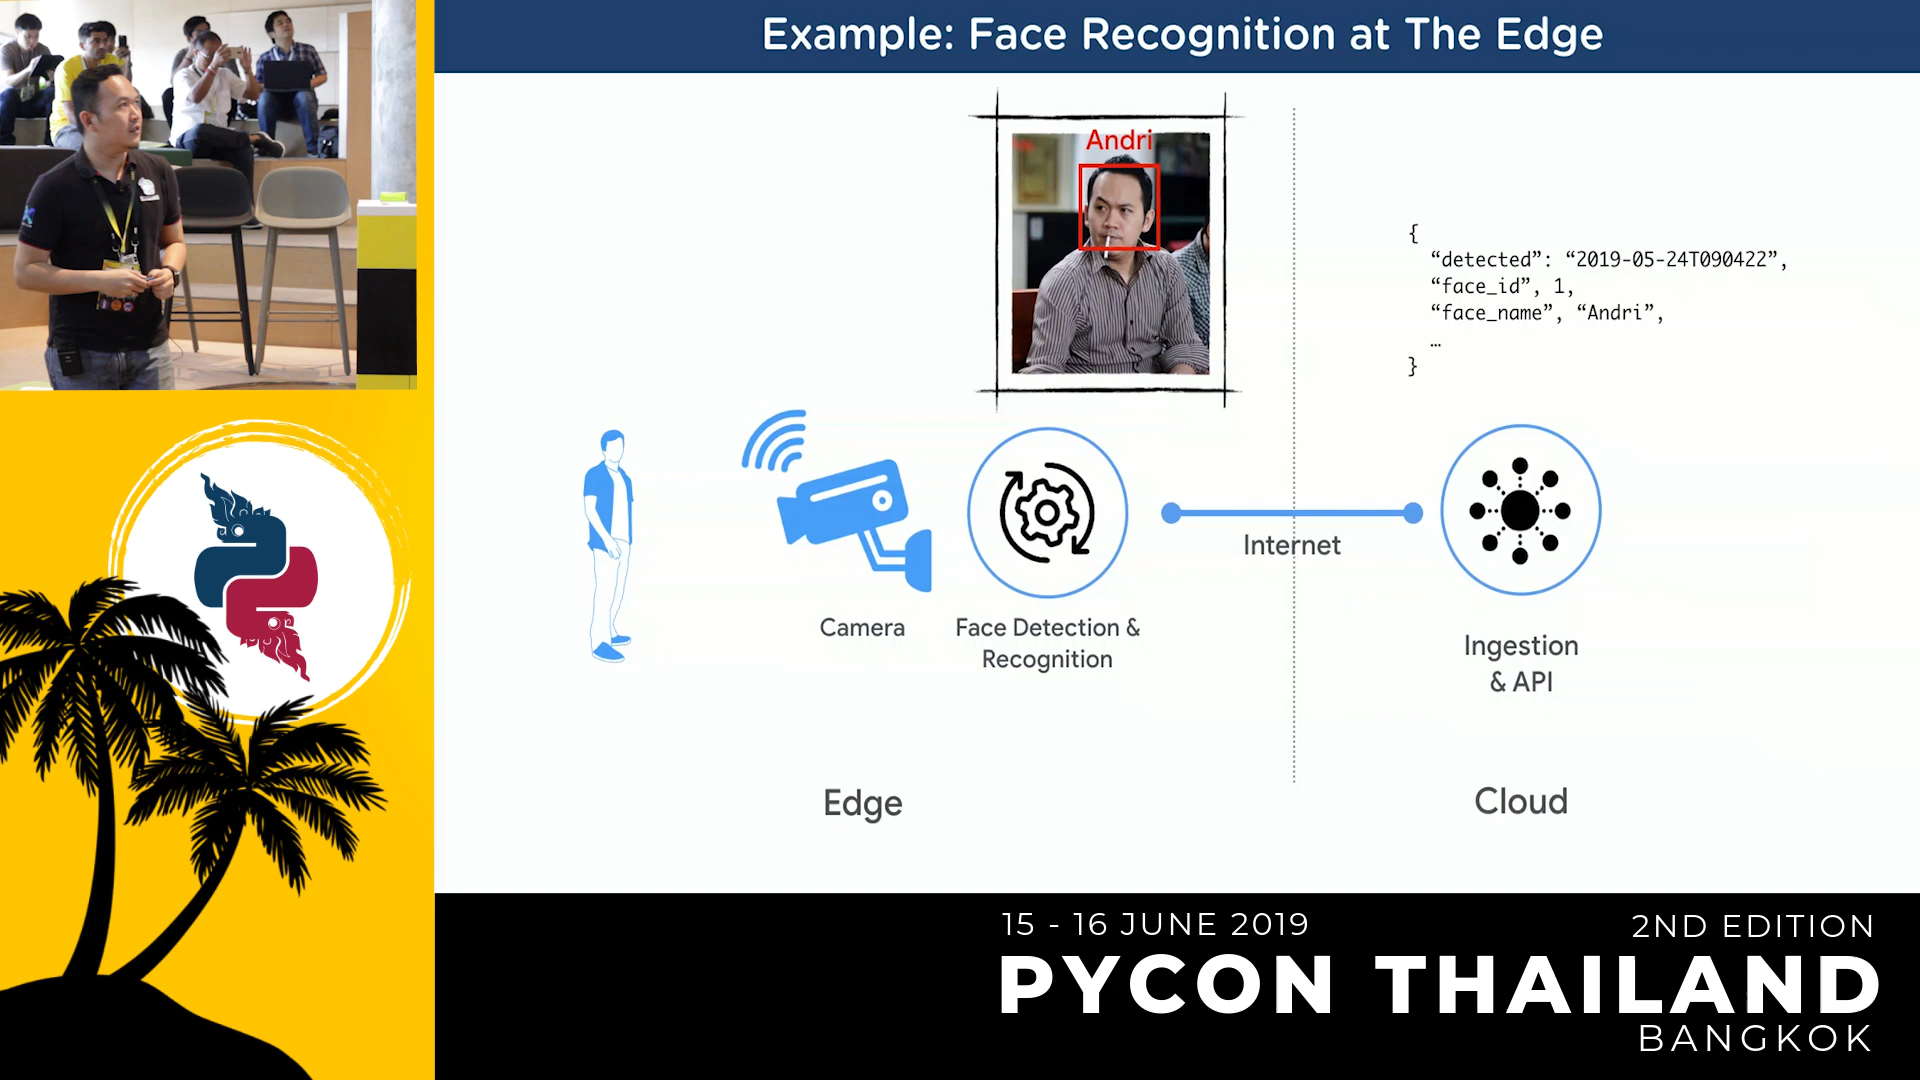 Example: Face Recognition at The Edge
Andri
{
“detected”: “2019-05-24T090422”,
“face_id”, 1,
“face_name”, “Andri”,
…
}
Internet
Camera
Face Detection &
Recognition
Ingestion
& API
Edge
Cloud
15 - 16 JUNE 2019
2ND EDITION
PYCON THAILAND
BANGKOK